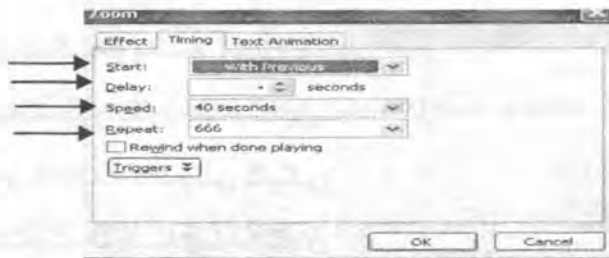 Zoom
Effect Timing Text Animation
Start: With Previous
Delay: seconds
Speed: 40 seconds
Repeat: 666
Rewind when done playing
Triggers
OK Cancel